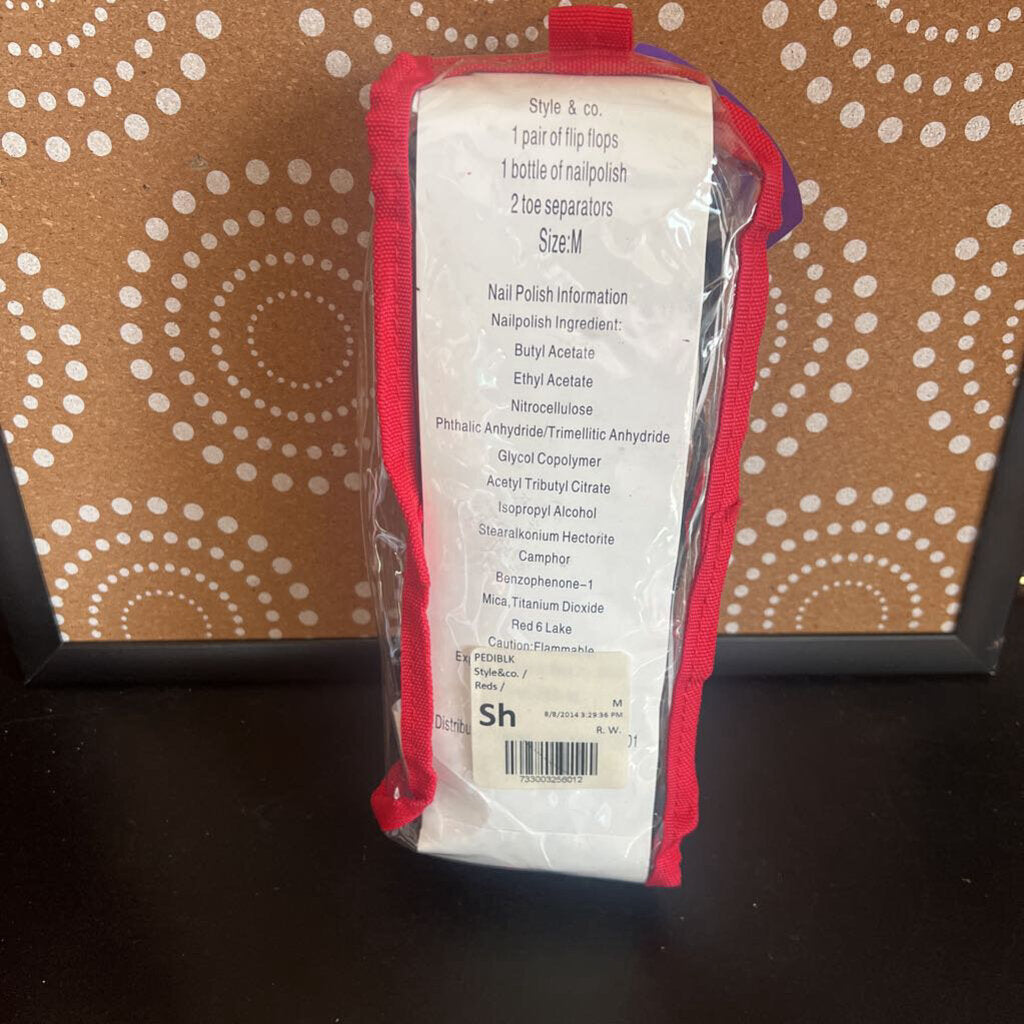 Style & co.
1 pair of flip flops
1 bottle of nailpolish
2 toe separators
Size:M
Nail Polish Information
Nailpolish Ingredient:
Butyl Acetate
Ethyl Acetate
Nitrocellulose
Phthalic Anhydride/Trimellitic Anhydride
Glycol Copolymer
Acetyl Tributyl Citrate
Isopropyl Alcohol
Stearalkonium Hectorite
Camphor
Benzophenone-1
Mica,Titanium Dioxide
Red 6 Lake
Caution:Flammable
PEDIBLK
Style&co. /
Reds /
M
Sh
8/8/2014 3:29:36 PM
R. W.
733003256012